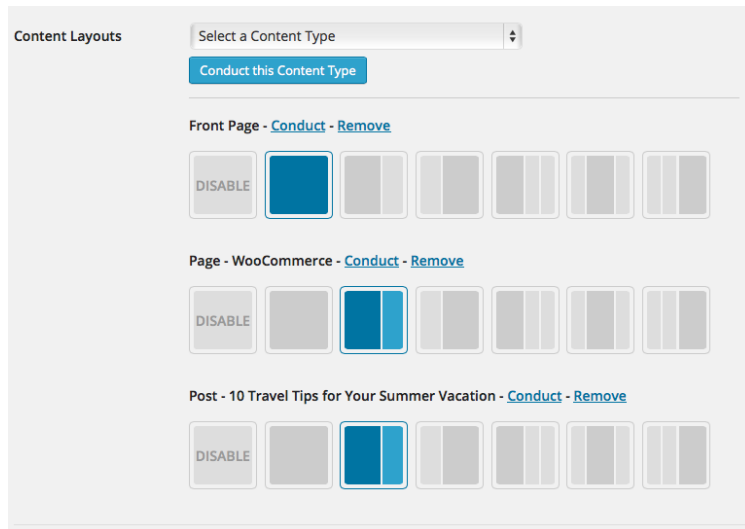 Content Layouts
Select a Content Type
Conduct this Content Type
Front Page - Conduct - Remove
DISABLE
Page - WooCommerce - Conduct - Remove
DISABLE
Post - 10 Travel Tips for Your Summer Vacation - Conduct - Remove
DISABLE